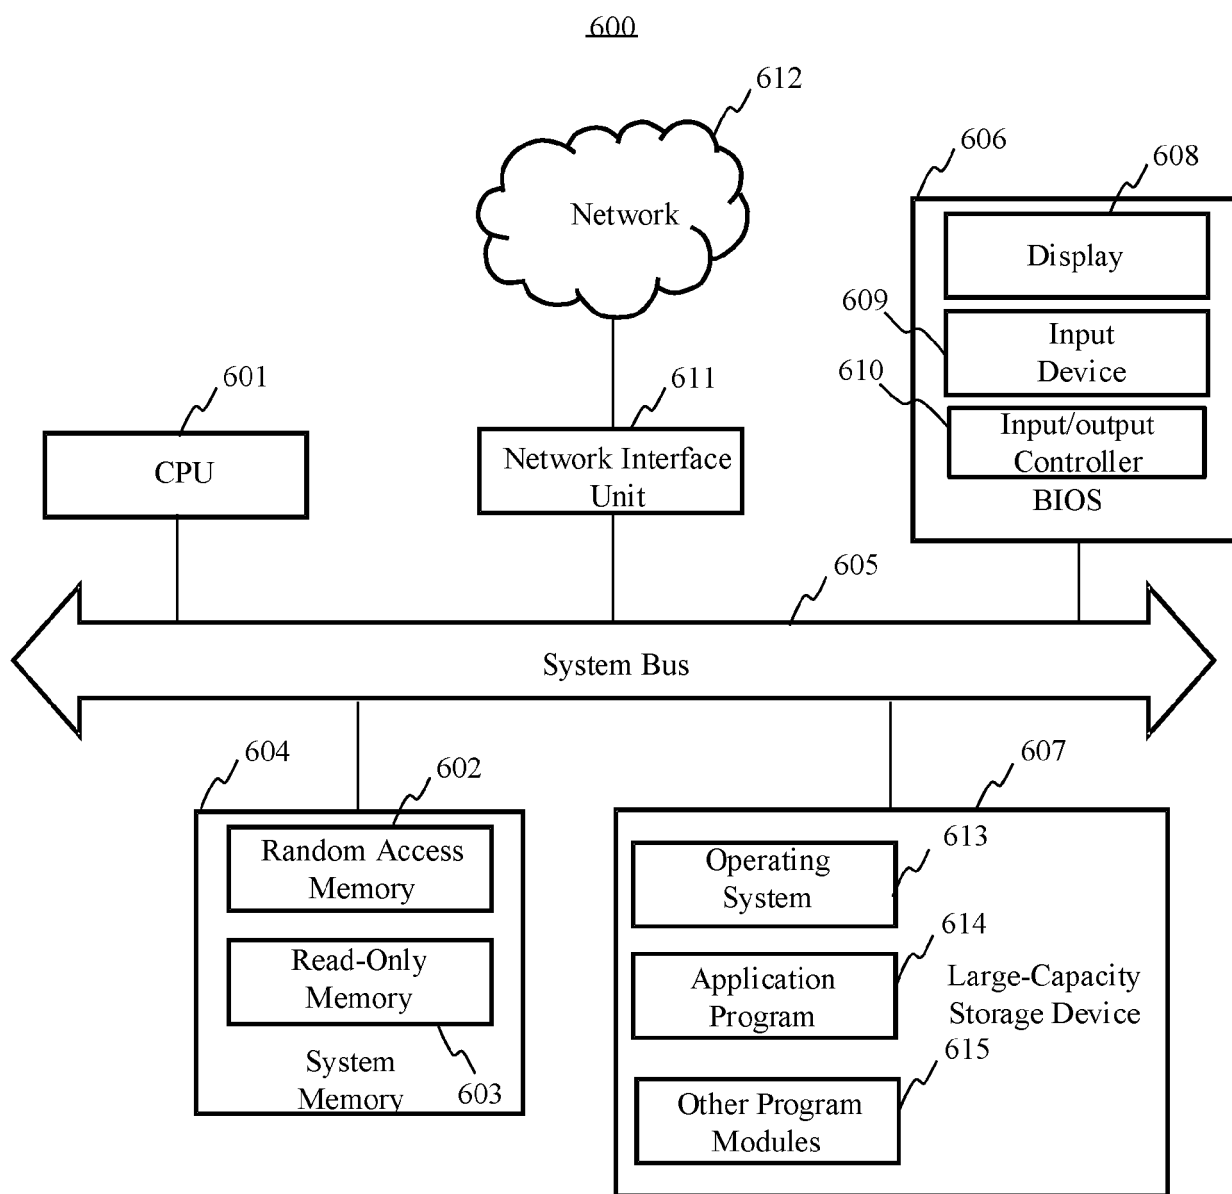 600
612
Network
606
608
Display
609
Input
Device
610
Input/output
Controller
BIOS
601
CPU
611
Network Interface
Unit
605
System Bus
604
602
Random Access
Memory
Read-Only
Memory
603
System
Memory
607
613
Operating
System
614
Application
Program
Large-Capacity
Storage Device
615
Other Program
Modules